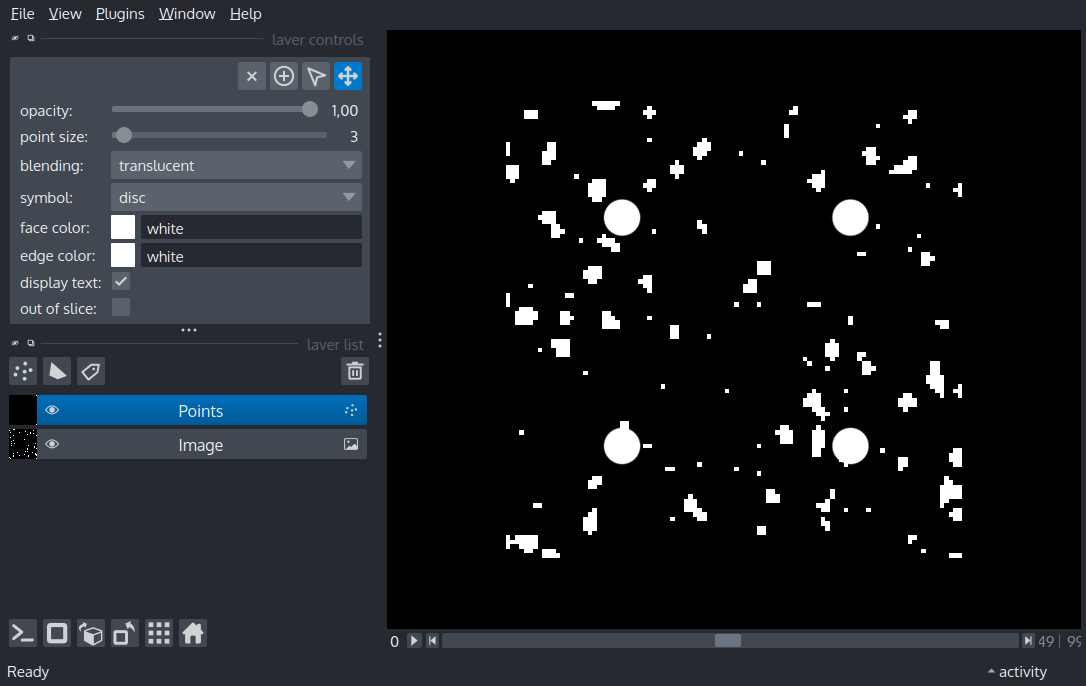 File View Plugins Window Help
layer controls
opacity: 1,00
point size: 3
blending: translucent
symbol: disc
face color: white
edge color: white
display text:
out of slice:
layer list
Points
Image
0 49 99
Ready activity